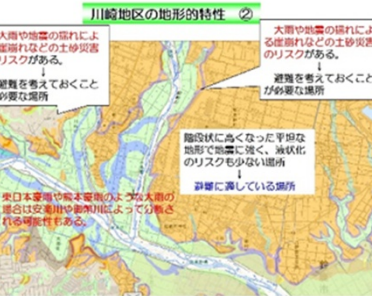 川崎地区の地形的特性 ②
大雨や地震の揺れによ
る崖崩れなどの土砂災害
のリスクがある。
↓
避難を考えておくこと
が必要な場所
大雨や地震の揺れによ
る崖崩れなどの土砂災害
のリスクがある。
↓
避難を考えておくこと
が必要な場所
階段状に高くなった平坦な
地形で地震に強く、液状化
のリスクも少ない場所
↓
避難に適している場所
東日本豪雨や熊本豪雨のような大雨の
場合は安楽川や御幣川によって分断さ
れる可能性もある。